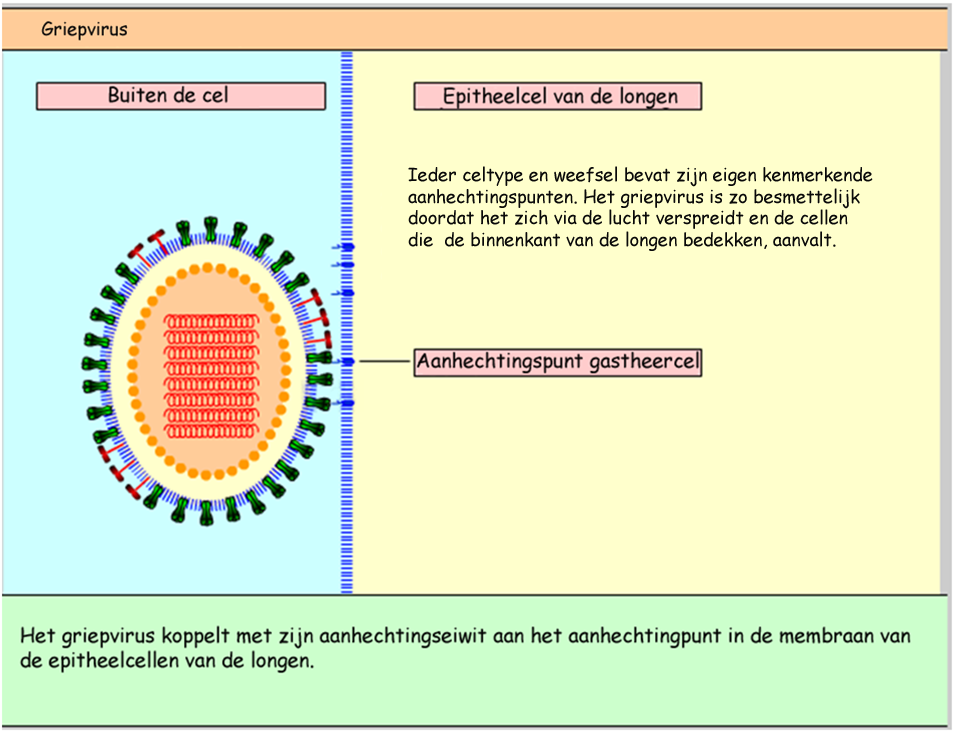 Griepvirus
Buiten de cel
Epitheelcel van de longen
Ieder celtype en weefsel bevat zijn eigen kenmerkende
aanhechtingspunten. Het griepvirus is zo besmettelijk
doordat het zich via de lucht verspreidt en de cellen
die de binnenkant van de longen bedekken, aanvalt.
Aanhechtingspunt gastheercel
Het griepvirus koppelt met zijn aanhechtingseiwit aan het aanhechtingpunt in de membraan van
de epitheelcellen van de longen.